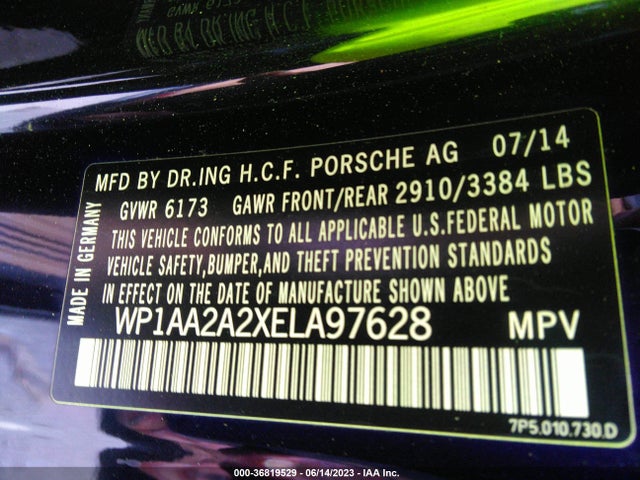 MFD BY DR.ING H.C.F. PORSCHE AG 07/14
GVWR 6173 GAWR FRONT/REAR 2910/3384 LBS
THIS VEHICLE CONFORMS TO ALL APPLICABLE U.S.FEDERAL MOTOR
VEHICLE SAFETY,BUMPER,AND THEFT PREVENTION STANDARDS
IN EFFECT ON THE DATE OF MANUFACTURE SHOWN ABOVE
WP1AA2A2XELA97628 MPV
7P5.010.730.D
MADE IN GERMANY
000-36819529 - 06/14/2023 - IAA Inc.